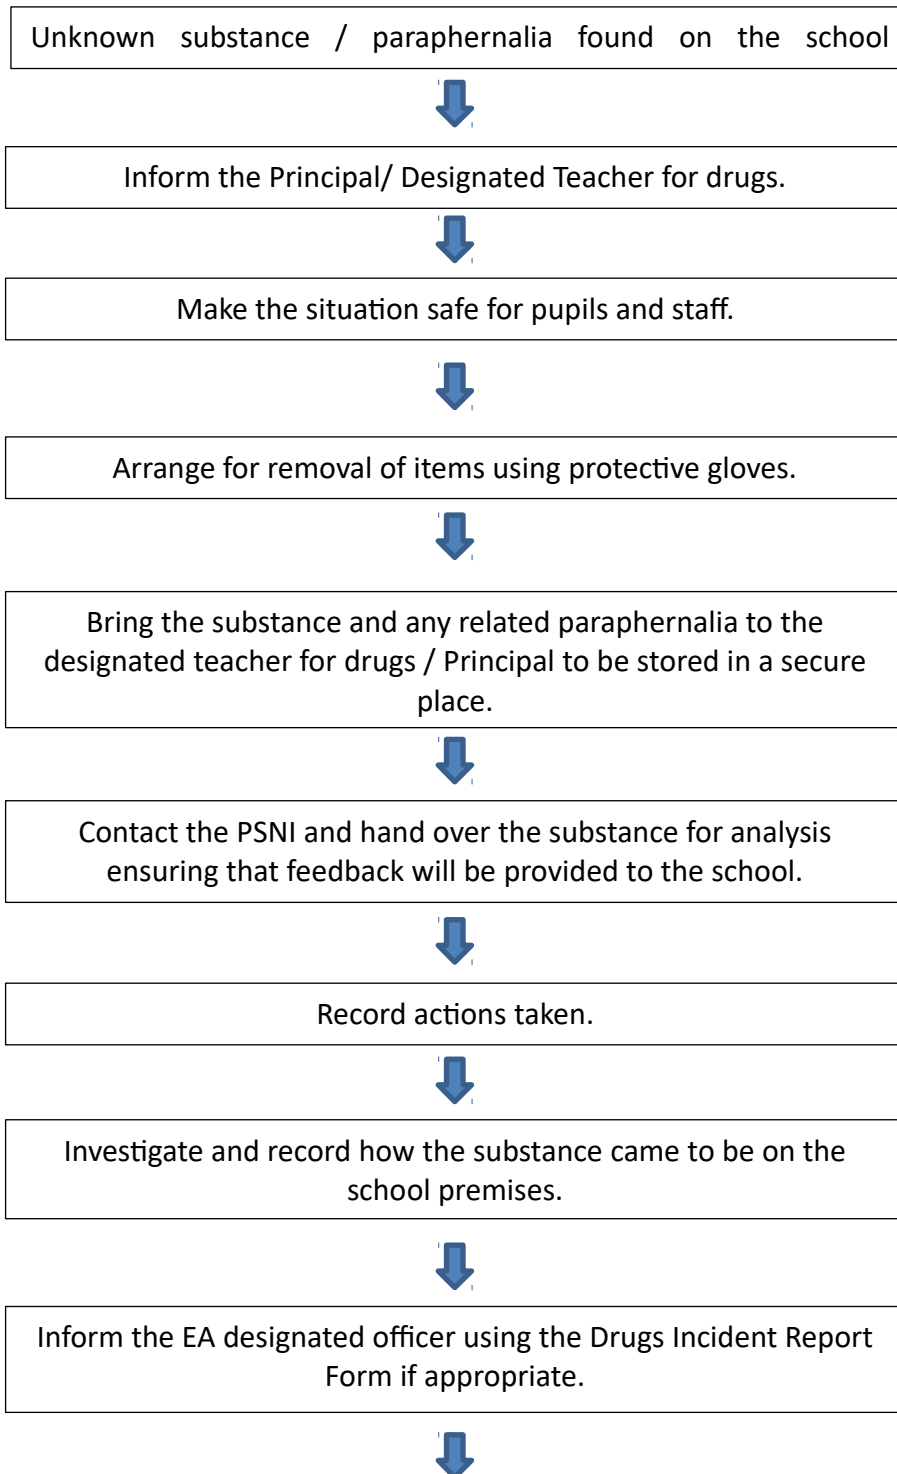 Unknown substance / paraphernalia found on the school
Inform the Principal/ Designated Teacher for drugs.
Make the situation safe for pupils and staff.
Arrange for removal of items using protective gloves.
Bring the substance and any related paraphernalia to the
designated teacher for drugs / Principal to be stored in a secure
place.
Contact the PSNI and hand over the substance for analysis
ensuring that feedback will be provided to the school.
Record actions taken.
Investigate and record how the substance came to be on the
school premises.
Inform the EA designated officer using the Drugs Incident Report
Form if appropriate.